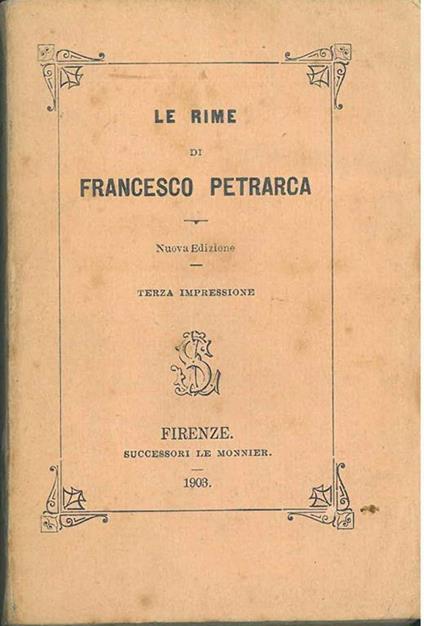 LE RIME
DI
FRANCESCO PETRARCA
Nuova Edizione
TERZA IMPRESSIONE
FIRENZE.
SUCCESSORI LE MONNIER.
1903.